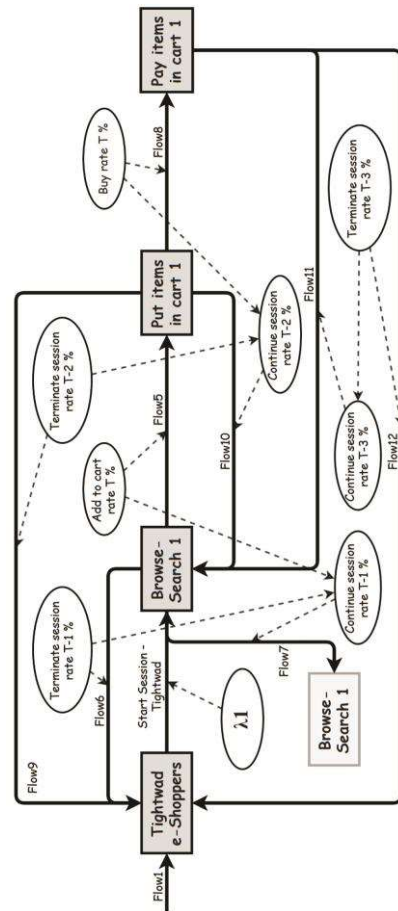 Flow1
Tightwad
e-Shoppers
Flow9
Flow6
Terminate session
rate T-1 %
Start Session -
Tightwad
λ1
Browse-
Search 1
Flow7
Browse-
Search 1
Continue session
rate T-1 %
Add to cart
rate T %
Flow5
Terminate session
rate T-2 %
Put items
in cart 1
Flow10
Continue session
rate T-2 %
Buy rate T %
Flow8
Pay items
in cart 1
Flow11
Continue session
rate T-3 %
Terminate session
rate T-3 %
Flow12